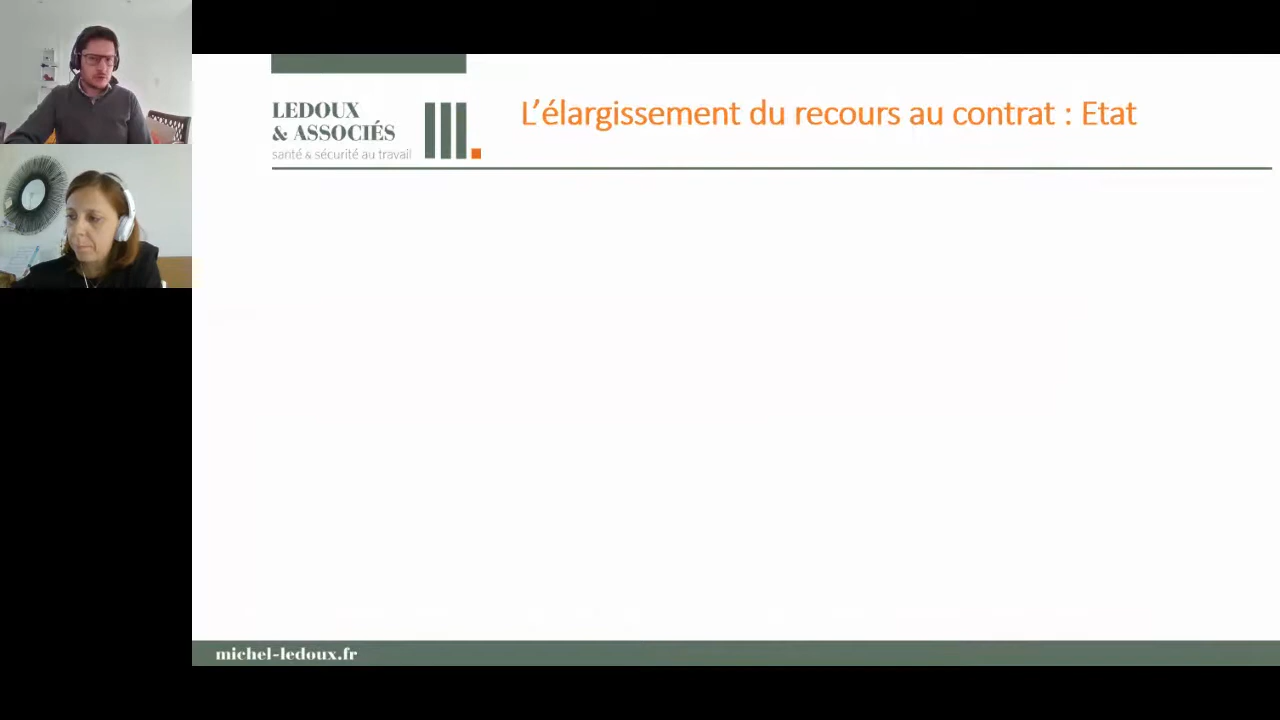 LEDOUX
& ASSOCIÉS
santé & sécurité au travail
L’élargissement du recours au contrat : Etat
michel-ledoux.fr